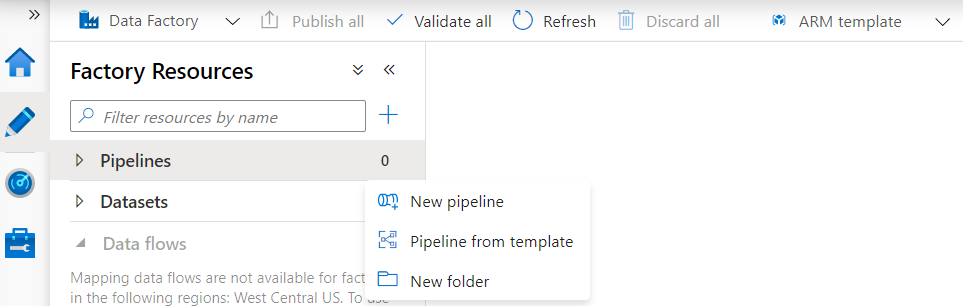 » Data Factory Publish all Validate all Refresh Discard all ARM template
Factory Resources
Filter resources by name
Pipelines 0
Datasets
New pipeline
Data flows
Pipeline from template
Mapping data flows are not available for fact
New folder
in the following regions: West Central US. To use